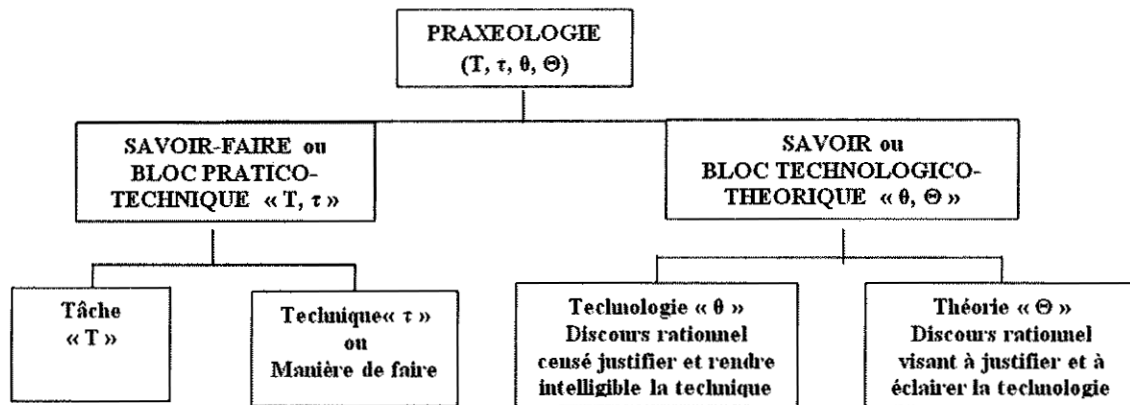 PRAXEOLOGIE
(T, τ, θ, Θ)
SAVOIR-FAIRE ou
BLOC PRATICO-
TECHNIQUE « T, τ »
SAVOIR ou
BLOC TECHNOLOGICO-
THEORIQUE « θ, Θ »
Tâche
« T »
Technique« τ »
ou
Manière de faire
Technologie « θ »
Discours rationnel
censé justifier et rendre
intelligible la technique
Théorie « Θ »
Discours rationnel
visant à justifier et à
éclairer la technologie